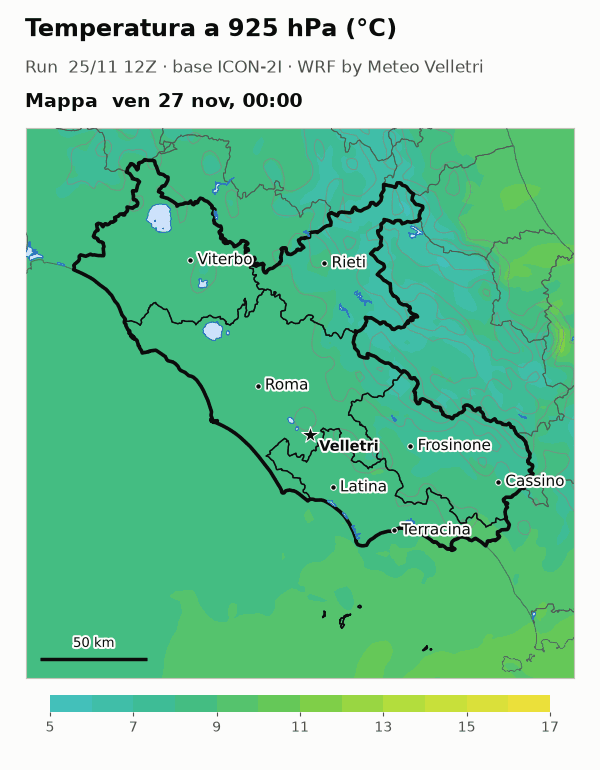 Temperatura a 925 hPa (°C)
Run  25/11 12Z · base ICON-2I · WRF by Meteo Velletri
Mappa  ven 27 nov, 00:00
Viterbo
Rieti
Roma
Velletri
Frosinone
Cassino
Latina
Terracina
50 km
5 7 9 11 13 15 17